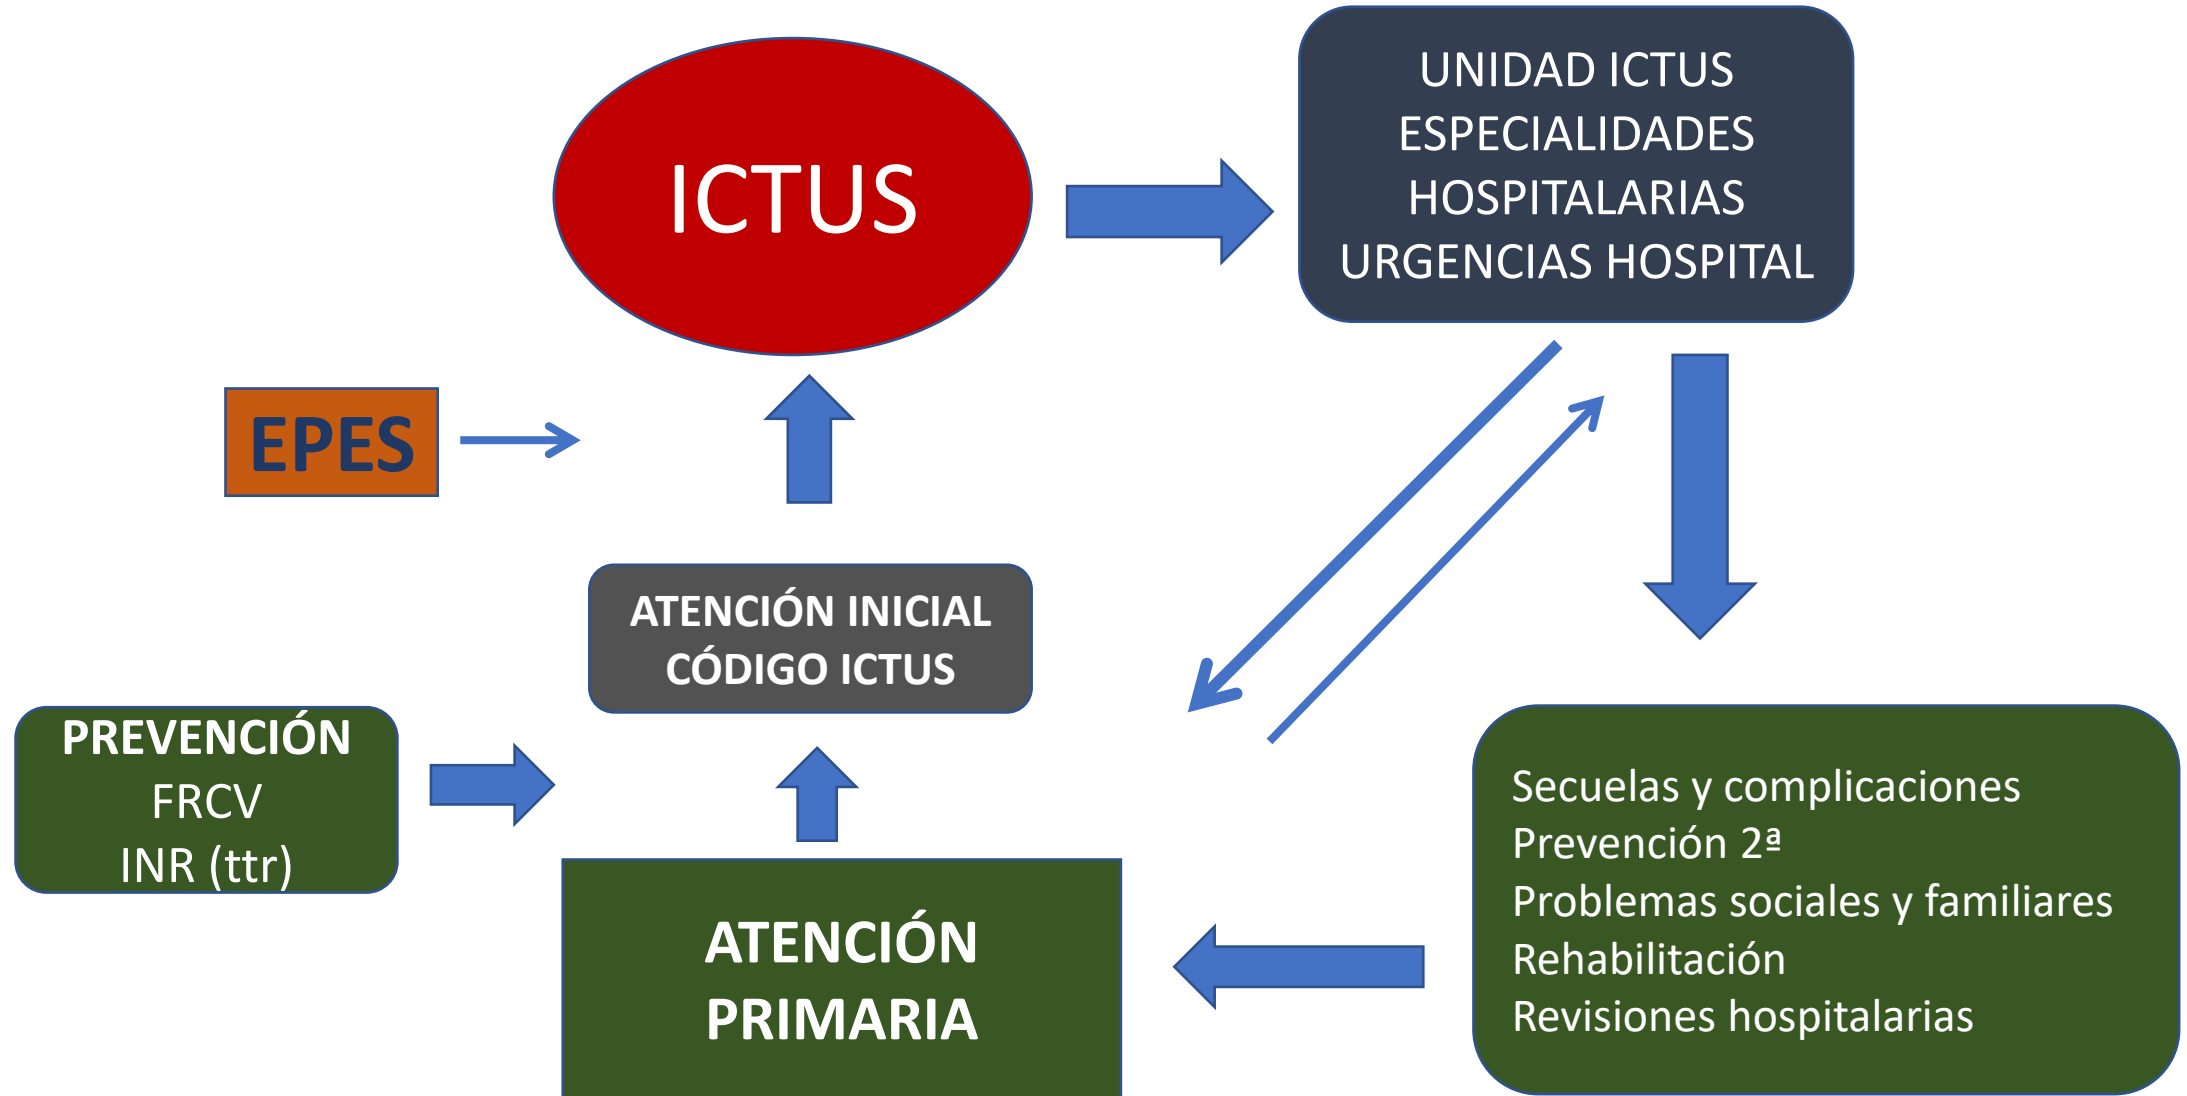 ICTUS
UNIDAD ICTUS
ESPECIALIDADES
HOSPITALARIAS
URGENCIAS HOSPITAL
EPES
ATENCIÓN INICIAL
CÓDIGO ICTUS
PREVENCIÓN
FRCV
INR (ttr)
ATENCIÓN
PRIMARIA
Secuelas y complicaciones
Prevención 2ª
Problemas sociales y familiares
Rehabilitación
Revisiones hospitalarias